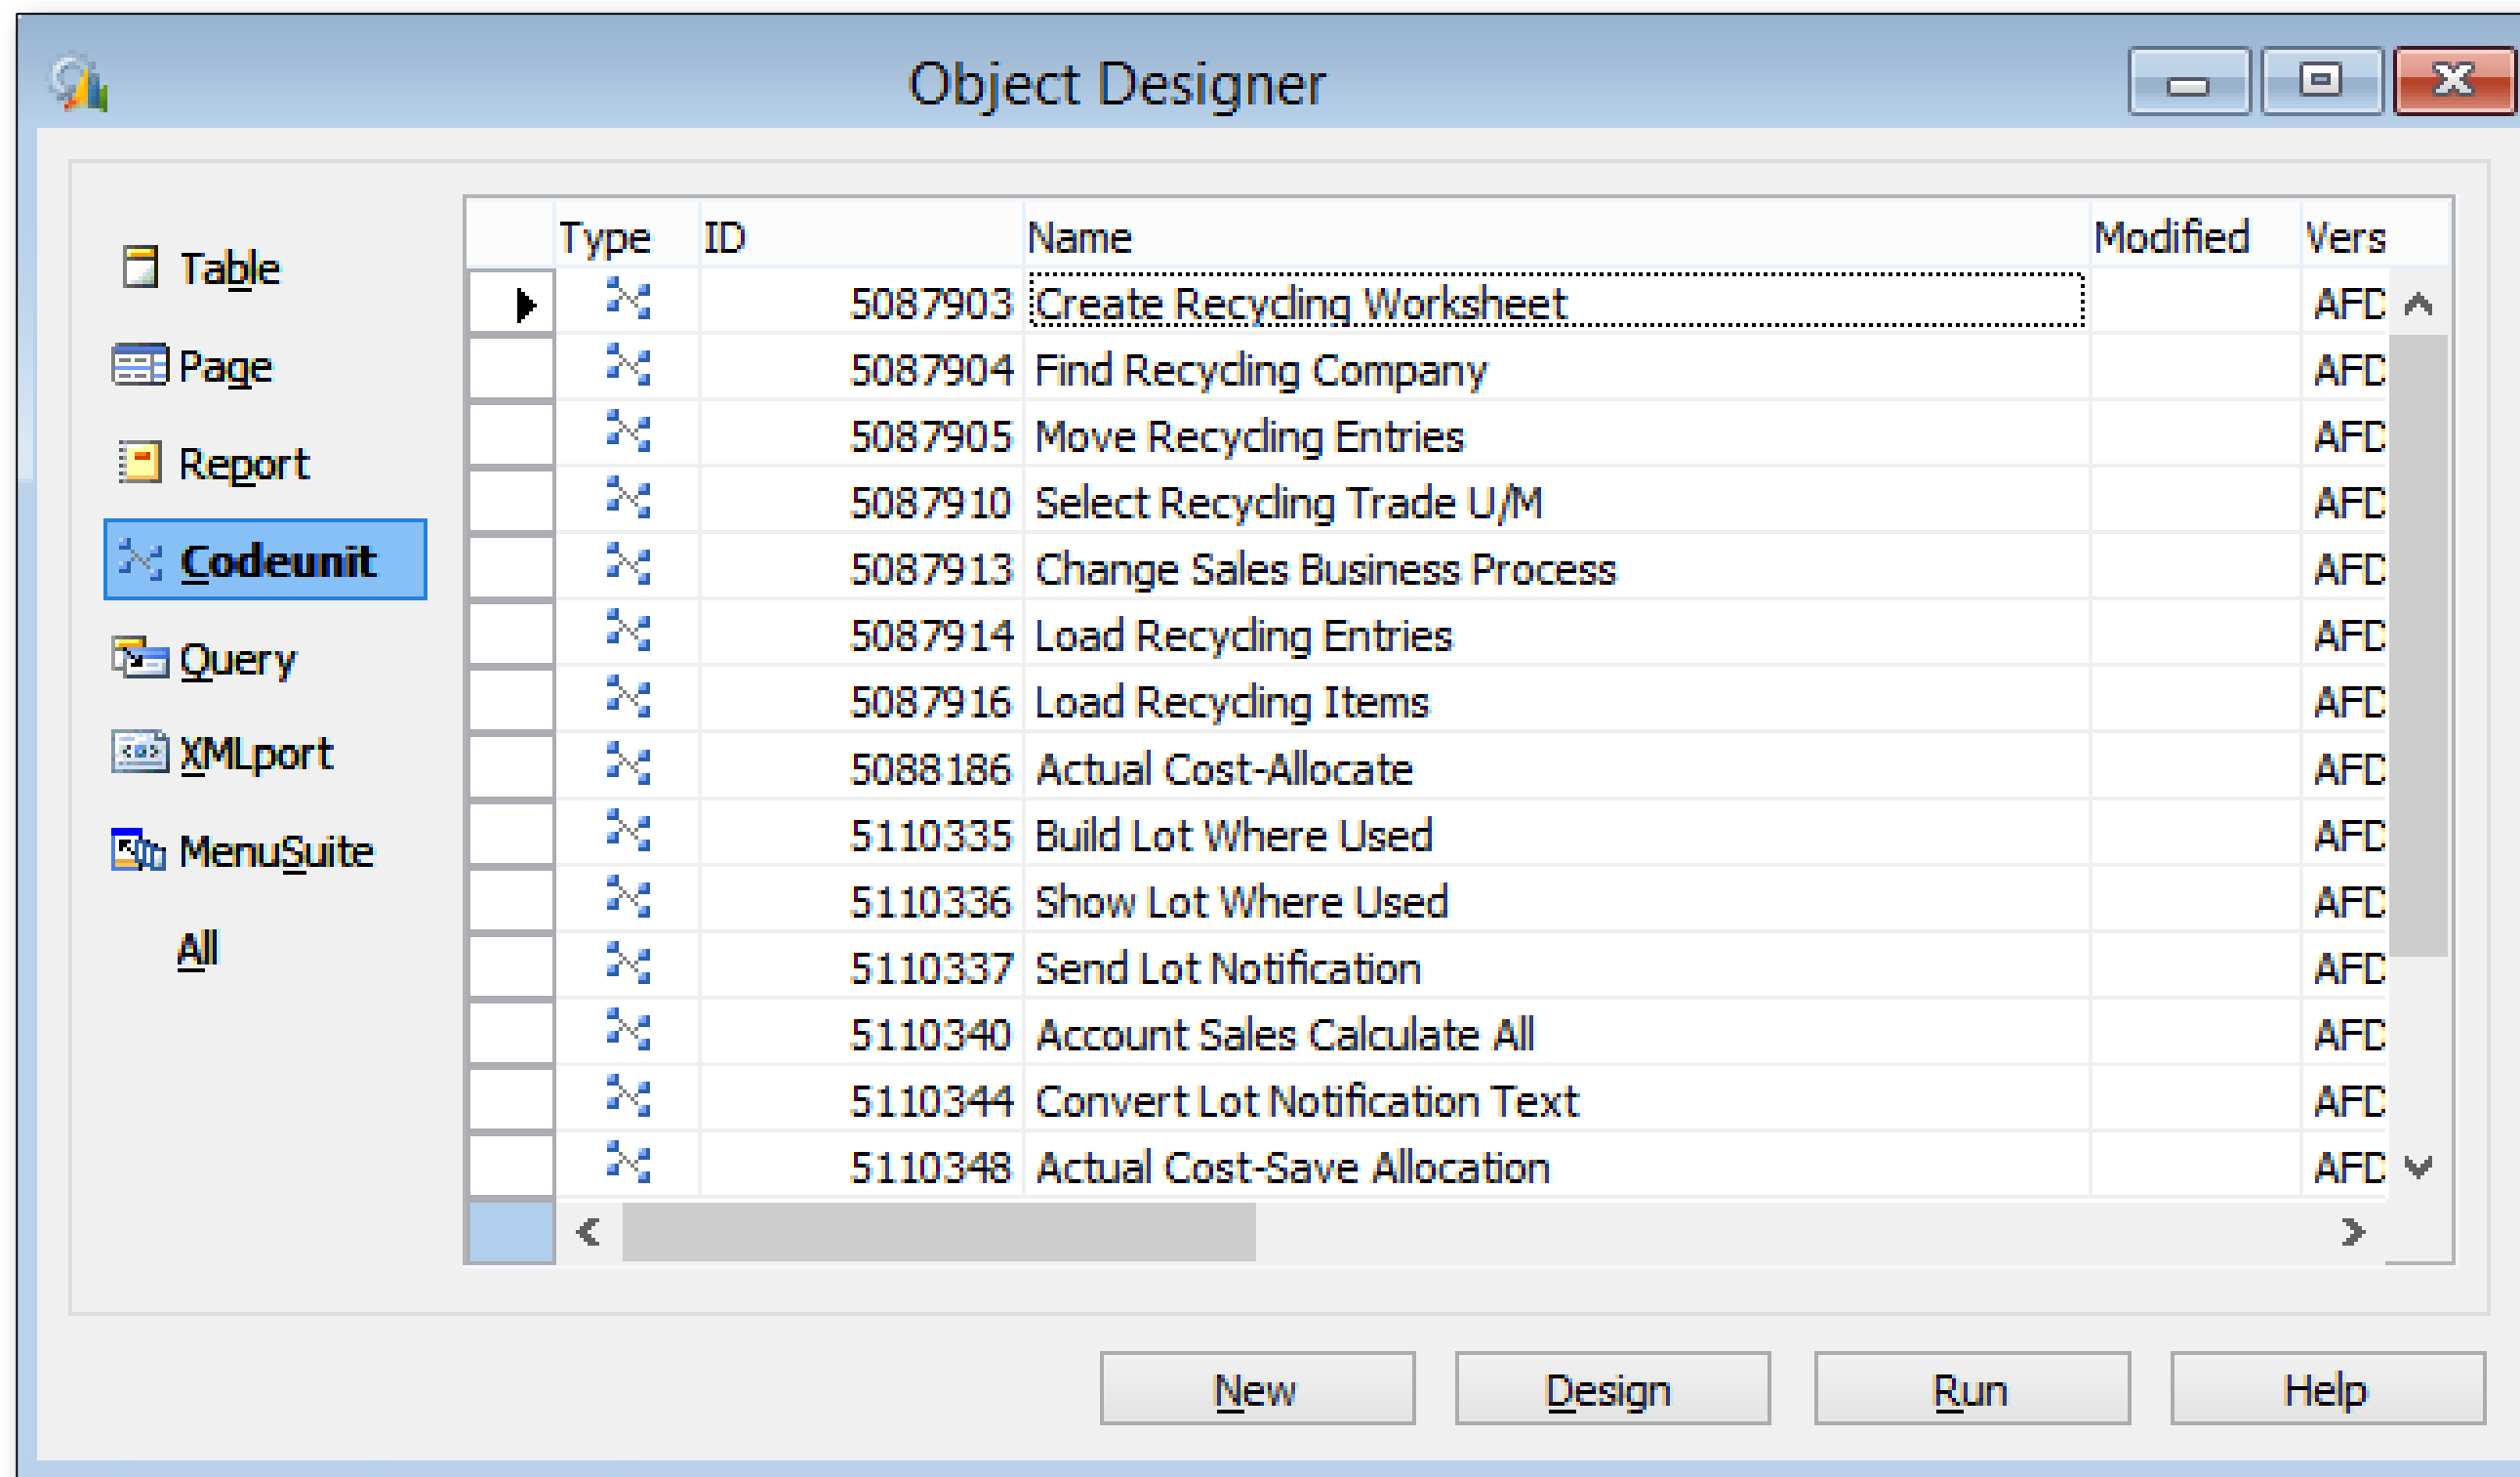 Object Designer
Table
Page
Report
Codeunit
Query
XMLport
MenuSuite
All
Type ID Name Modified Vers
5087903 Create Recycling Worksheet AFD
5087904 Find Recycling Company AFD
5087905 Move Recycling Entries AFD
5087910 Select Recycling Trade U/M AFD
5087913 Change Sales Business Process AFD
5087914 Load Recycling Entries AFD
5087916 Load Recycling Items AFD
5088186 Actual Cost-Allocate AFD
5110335 Build Lot Where Used AFD
5110336 Show Lot Where Used AFD
5110337 Send Lot Notification AFD
5110340 Account Sales Calculate All AFD
5110344 Convert Lot Notification Text AFD
5110348 Actual Cost-Save Allocation AFD
New Design Run Help